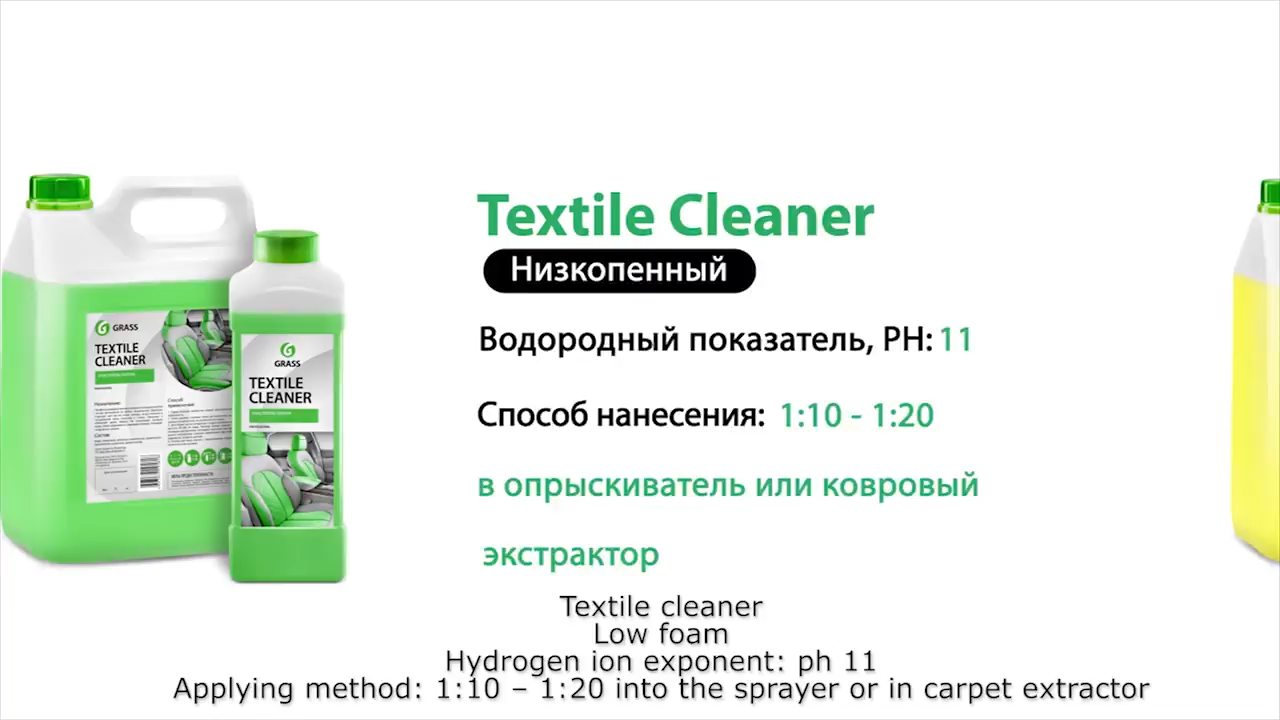 Textile Cleaner
Низкопенный
Водородный показатель, PH: 11
Способ нанесения: 1:10 - 1:20
в опрыскиватель или ковровый
экстрактор
GRASS
TEXTILE
CLEANER
GRASS
TEXTILE
CLEANER
Textile cleaner
Low foam
Hydrogen ion exponent: ph 11
Applying method: 1:10 – 1:20 into the sprayer or in carpet extractor